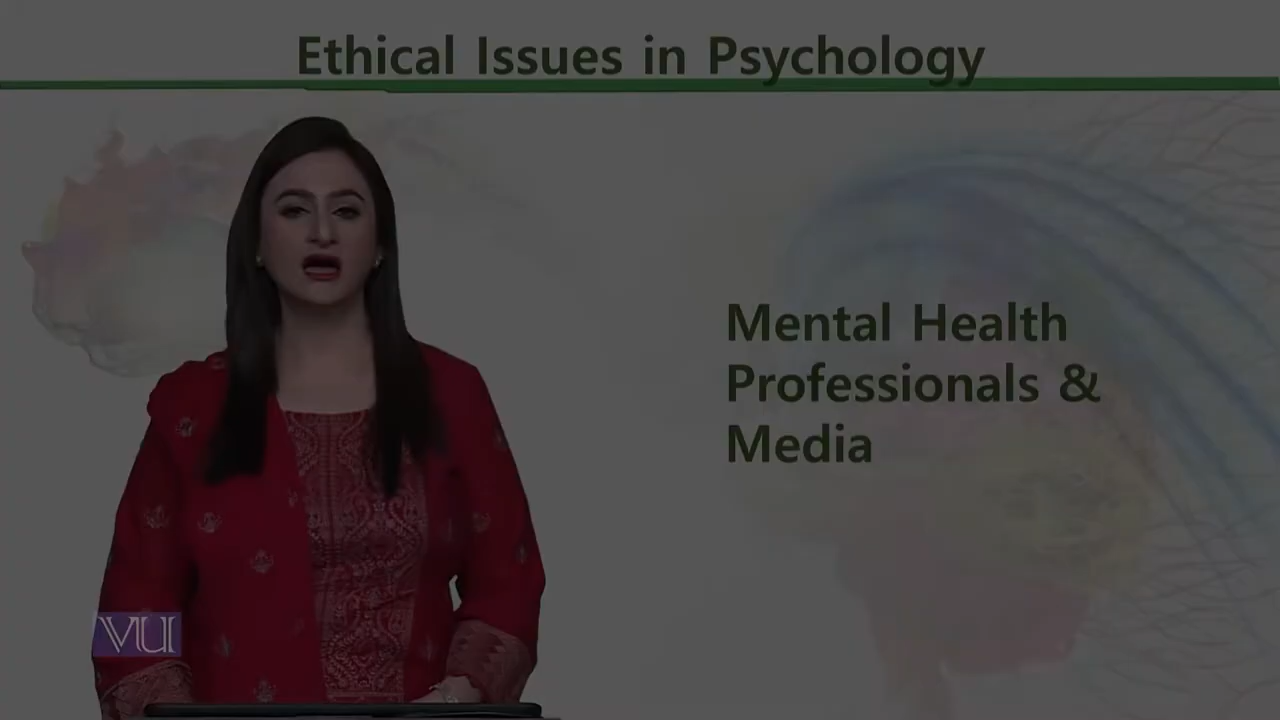 Ethical Issues in Psychology
Mental Health
Professionals &
Media
VU